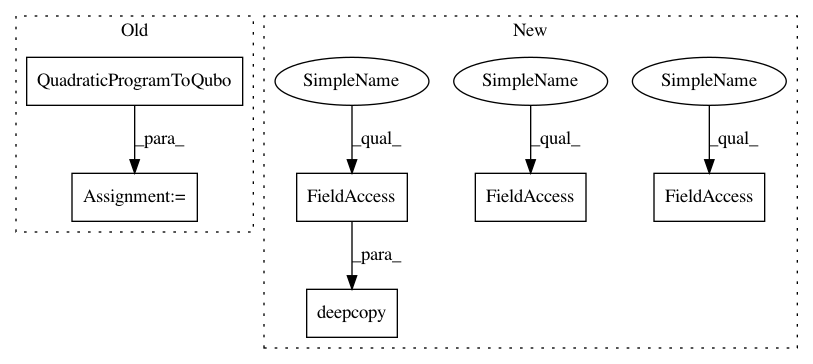 Old
New
QuadraticProgramToQubo
SimpleName
SimpleName
SimpleName
_para_
_qual_
_qual_
_qual_
Assignment:=
FieldAccess
FieldAccess
FieldAccess
_para_
deepcopy